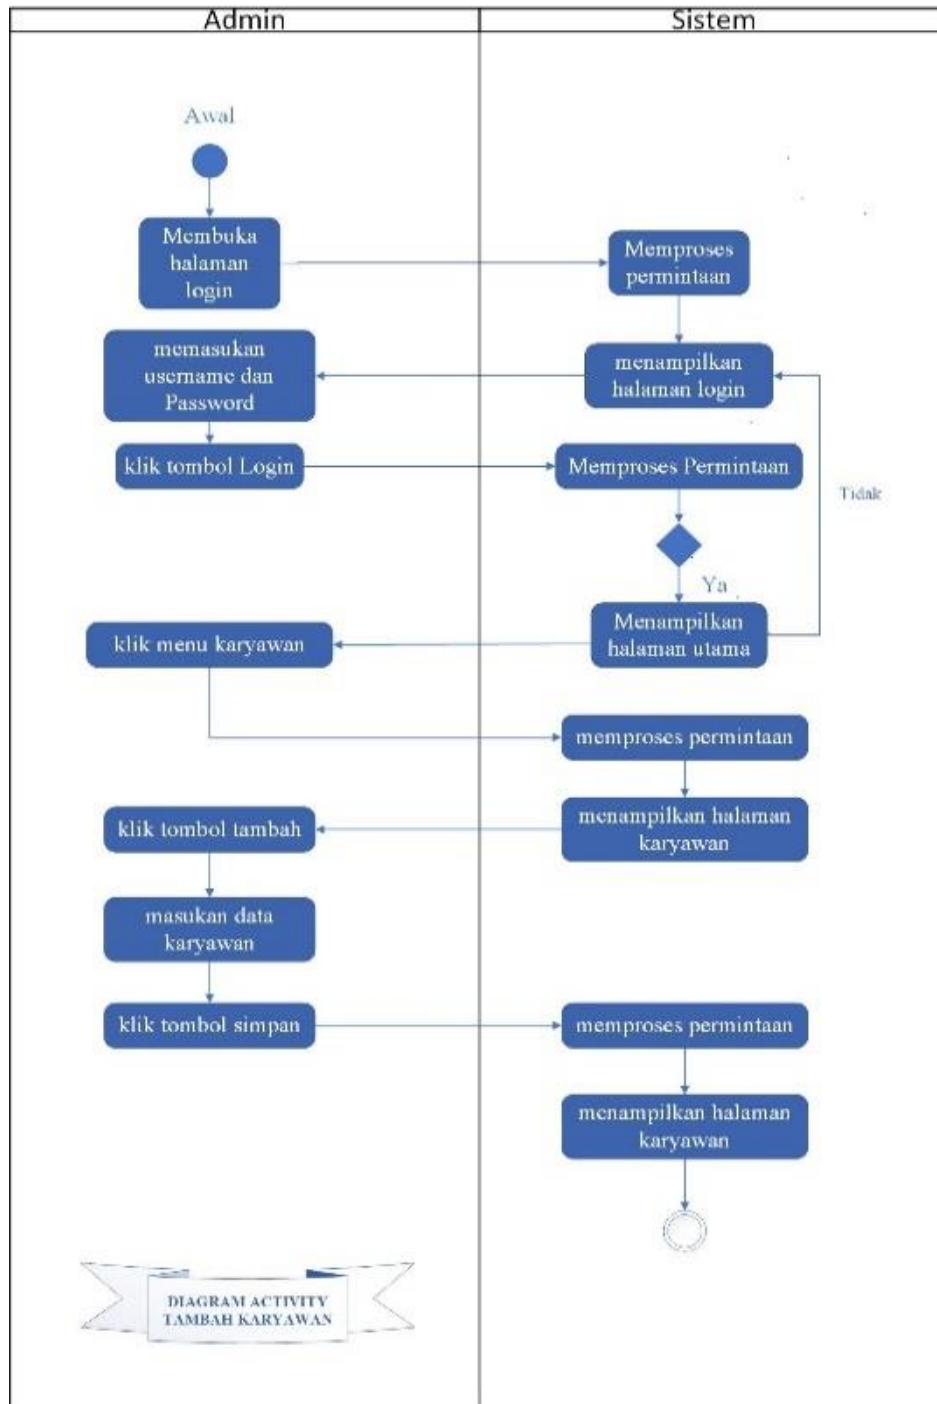 Admin
Sistem
Awal
Membuka
halaman
login
Memproses
permintaan
memasukan
username dan
Password
menampilkan
halaman login
klik tombol Login
Memproses Permintaan
Tidak
Ya
Menampilkan
halaman utama
klik menu karyawan
memproses permintaan
klik tombol tambah
menampilkan halaman
karyawan
masukan data
karyawan
klik tombol simpan
memproses permintaan
menampilkan halaman
karyawan
DIAGRAM ACTIVITY
TAMBAH KARYAWAN